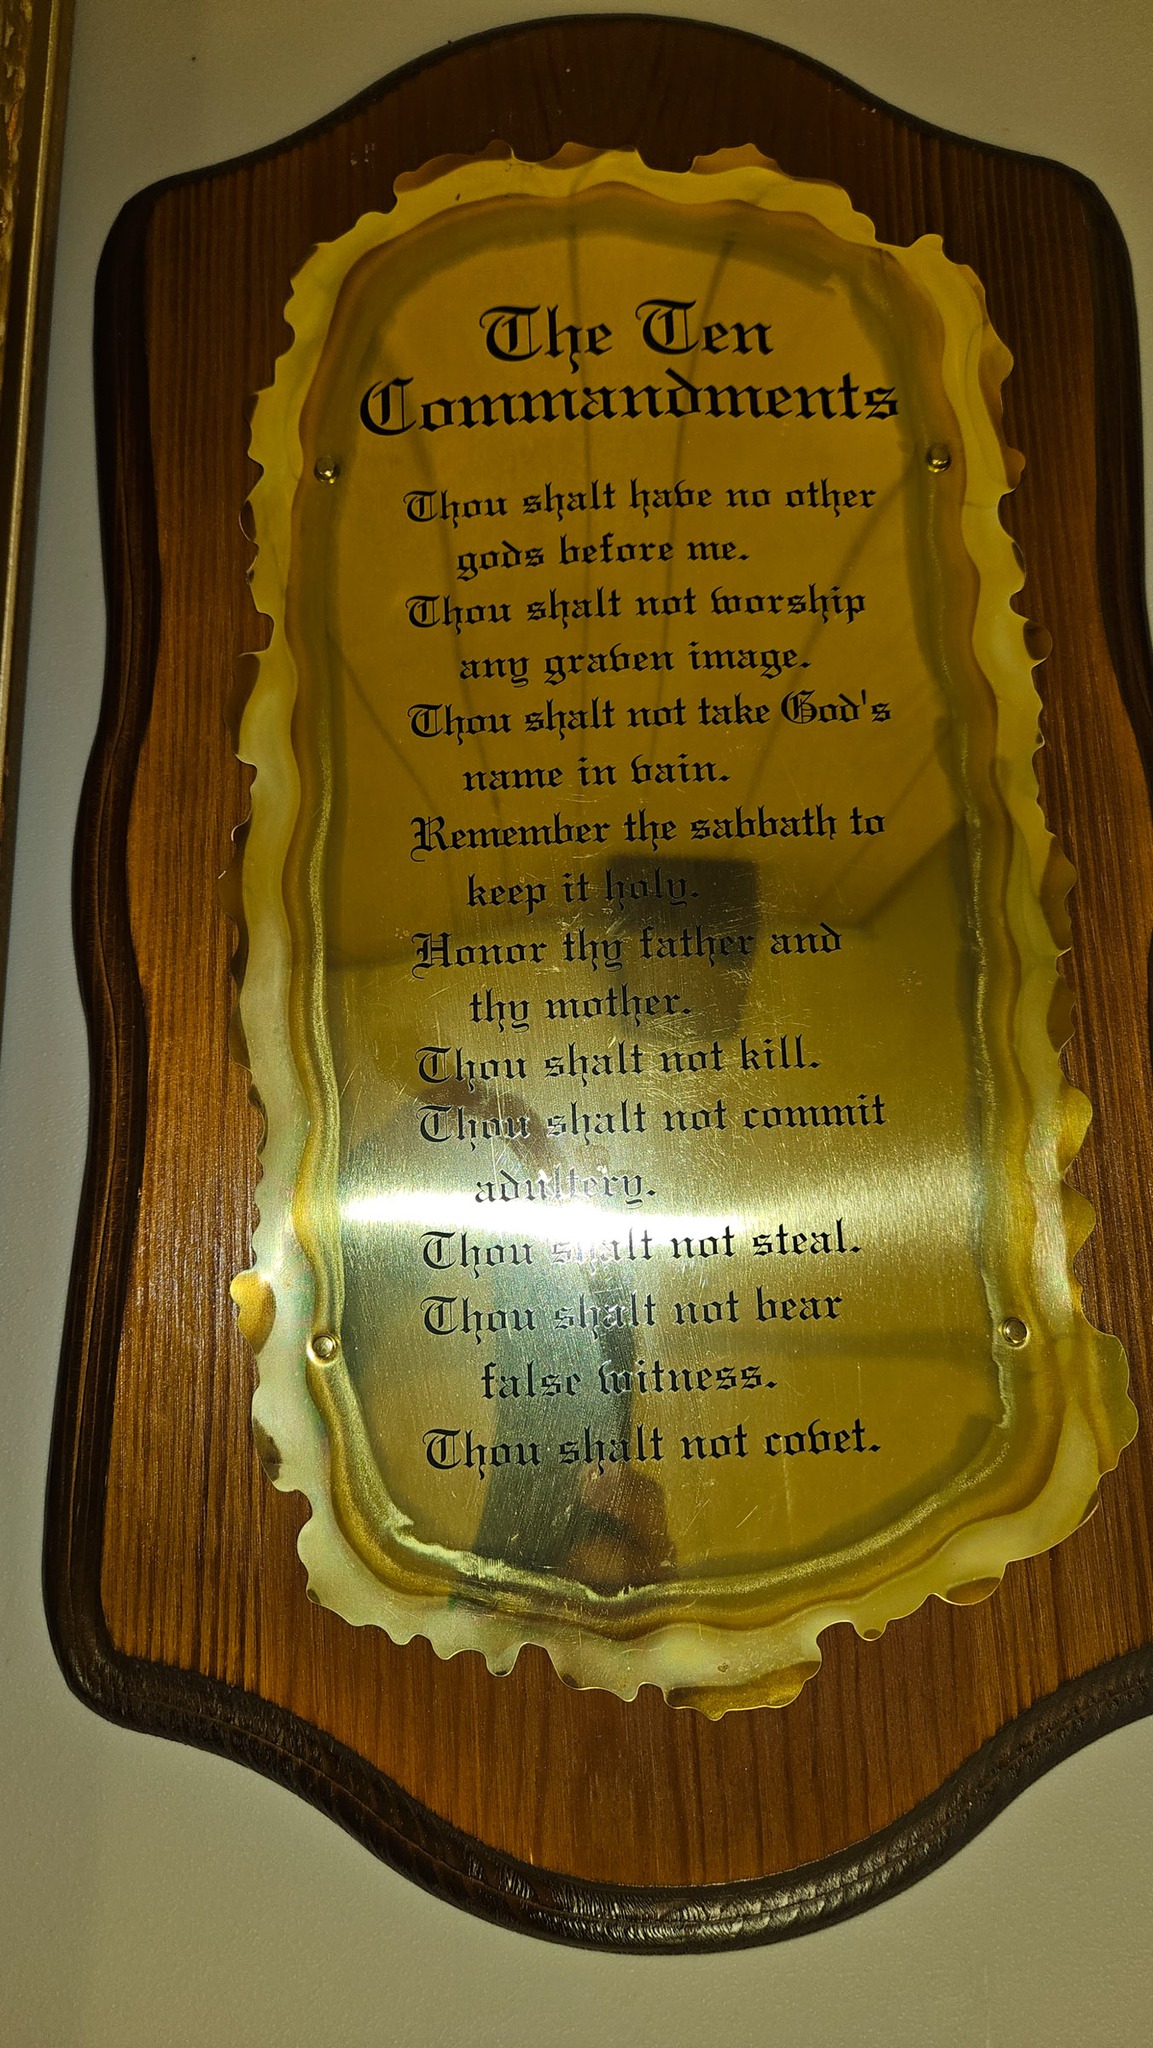 The Ten
Commandments
Thou shalt have no other
gods before me.
Thou shalt not worship
any graven image.
Thou shalt not take God's
name in vain.
Remember the sabbath to
keep it holy.
Honor thy father and
thy mother.
Thou shalt not kill.
Thou shalt not commit
adultery.
Thou shalt not steal.
Thou shalt not bear
false witness.
Thou shalt not covet.